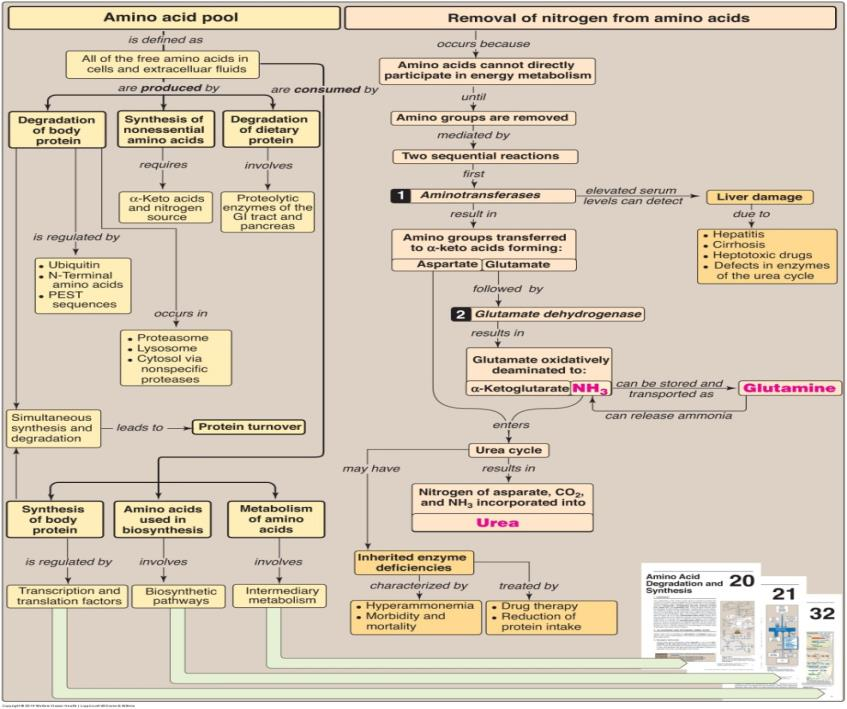 Amino acid pool
is defined as
All of the free amino acids in
cells and extracelluar fluids
are produced by
are consumed by
Degradation
of body
protein
Synthesis of
nonessential
amino acids
Degradation
of dietary
protein
requires
involves
α-Keto acids
and nitrogen
source
Proteolytic
enzymes of the
GI tract and
pancreas
is regulated by
• Ubiquitin
• N-Terminal
amino acids
• PEST
sequences
occurs in
• Proteasome
• Lysosome
• Cytosol via
nonspecific
proteases
Simultaneous
synthesis and
degradation
leads to
Protein turnover
Synthesis
of body
protein
Amino acids
used in
biosynthesis
Metabolism
of amino
acids
is regulated by
involves
involves
Transcription and
translation factors
Biosynthetic
pathways
Intermediary
metabolism
Removal of nitrogen from amino acids
occurs because
Amino acids cannot directly
participate in energy metabolism
until
Amino groups are removed
mediated by
Two sequential reactions
first
1 Aminotransferases
elevated serum
levels can detect
Liver damage
due to
• Hepatitis
• Cirrhosis
• Heptotoxic drugs
• Defects in enzymes
of the urea cycle
result in
Amino groups transferred
to α-keto acids forming:
Aspartate Glutamate
followed by
2 Glutamate dehydrogenase
results in
Glutamate oxidatively
deaminated to:
α-Ketoglutarate NH3
can be stored and
transported as
Glutamine
can release ammonia
enters
Urea cycle
may have
results in
Nitrogen of asparate, CO2,
and NH3 incorporated into
Urea
Inherited enzyme
deficiencies
characterized by
treated by
• Hyperammonemia
• Morbidity and
mortality
• Drug therapy
• Reduction of
protein intake
Amino Acid
Degradation and
Synthesis
20
21
32